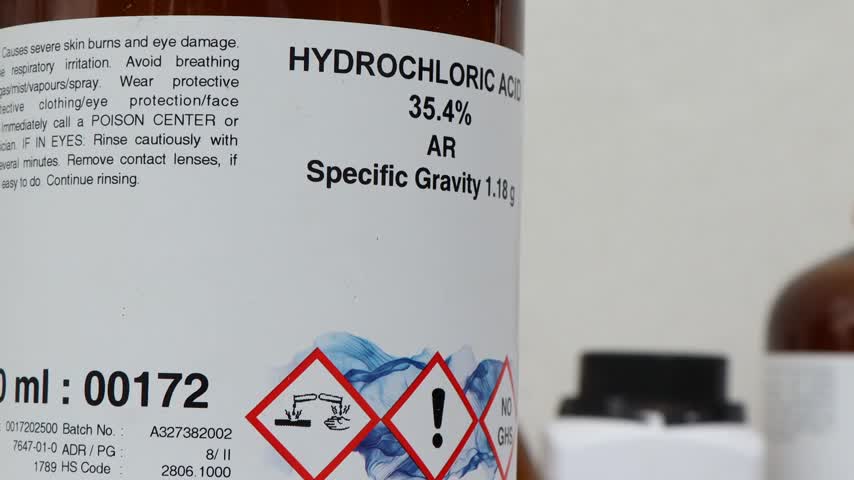 Causes severe skin burns and eye damage.
respiratory irritation. Avoid breathing
gas/mist/vapours/spray. Wear protective
clothing/eye protection/face
Immediately call a POISON CENTER or
IF IN EYES: Rinse cautiously with
several minutes. Remove contact lenses, if
easy to do Continue rinsing.
HYDROCHLORIC ACID
35.4%
AR
Specific Gravity 1.18 g
0 ml : 00172
: 0017202500 Batch No. : A327382002
7647-01-0 ADR / PG : 8/ II
1789 HS Code : 2806.1000
NO
GHS